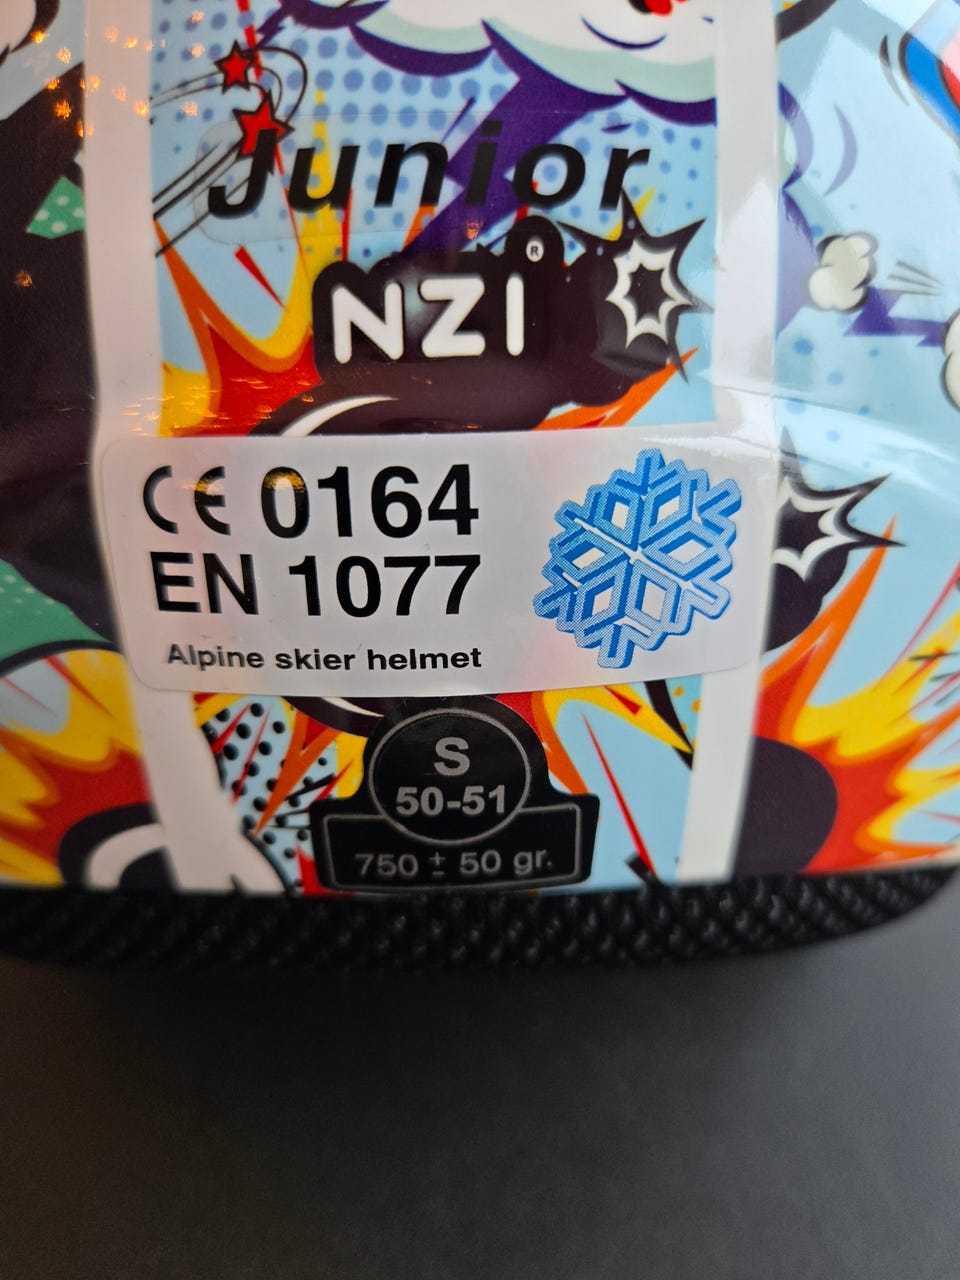 Junior
NZI®
CE 0164
EN 1077
Alpine skier helmet
S
50-51
750 ± 50 gr.